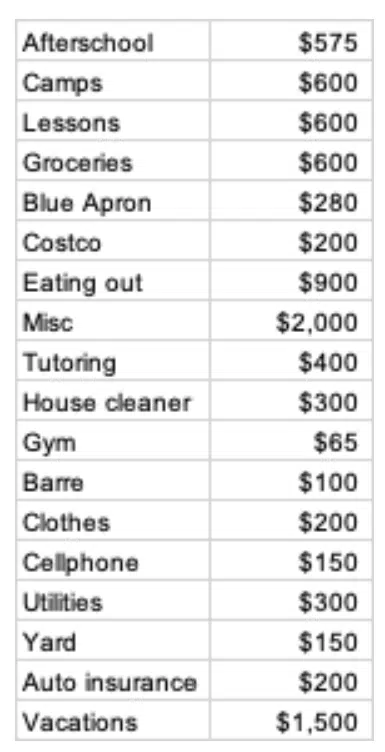 Afterschool $575
Camps $600
Lessons $600
Groceries $600
Blue Apron $280
Costco $200
Eating out $900
Misc $2,000
Tutoring $400
House cleaner $300
Gym $65
Barre $100
Clothes $200
Cellphone $150
Utilities $300
Yard $150
Auto insurance $200
Vacations $1,500